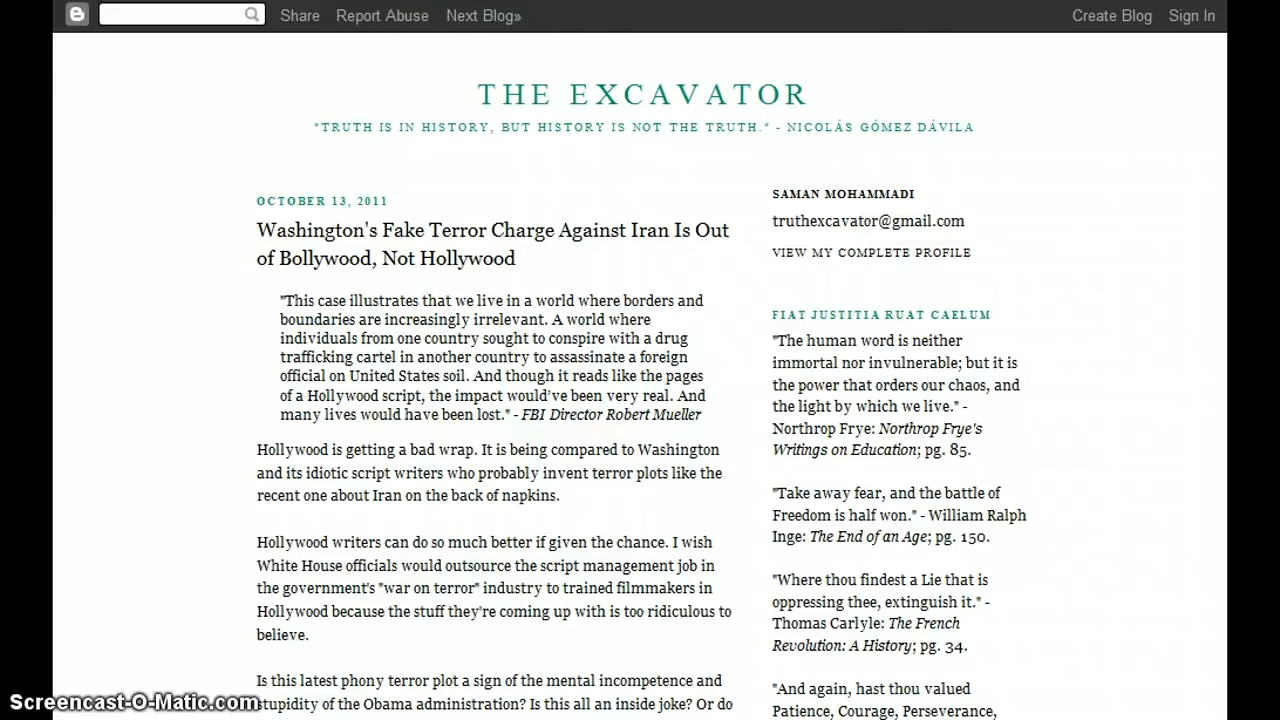 Share Report Abuse Next Blog» Create Blog Sign In
THE EXCAVATOR
"TRUTH IS IN HISTORY, BUT HISTORY IS NOT THE TRUTH." - NICOLÁS GÓMEZ DÁVILA
OCTOBER 13, 2011
Washington's Fake Terror Charge Against Iran Is Out
of Bollywood, Not Hollywood
"This case illustrates that we live in a world where borders and
boundaries are increasingly irrelevant. A world where
individuals from one country sought to conspire with a drug
trafficking cartel in another country to assassinate a foreign
official on United States soil. And though it reads like the pages
of a Hollywood script, the impact would've been very real. And
many lives would have been lost." - FBI Director Robert Mueller
Hollywood is getting a bad wrap. It is being compared to Washington
and its idiotic script writers who probably invent terror plots like the
recent one about Iran on the back of napkins.
Hollywood writers can do so much better if given the chance. I wish
White House officials would outsource the script management job in
the government's "war on terror" industry to trained filmmakers in
Hollywood because the stuff they're coming up with is too ridiculous to
believe.
Is this latest phony terror plot a sign of the mental incompetence and
stupidity of the Obama administration? Is this all an inside joke? Or do
SAMAN MOHAMMADI
truthexcavator@gmail.com
VIEW MY COMPLETE PROFILE
FIAT JUSTITIA RUAT CAELUM
"The human word is neither
immortal nor invulnerable; but it is
the power that orders our chaos, and
the light by which we live." -
Northrop Frye: Northrop Frye's
Writings on Education; pg. 85.
"Take away fear, and the battle of
Freedom is half won." - William Ralph
Inge: The End of an Age; pg. 150.
"Where thou findest a Lie that is
oppressing thee, extinguish it." -
Thomas Carlyle: The French
Revolution: A History; pg. 34.
"And again, hast thou valued
Patience, Courage, Perseverance,
Screencast-O-Matic.com